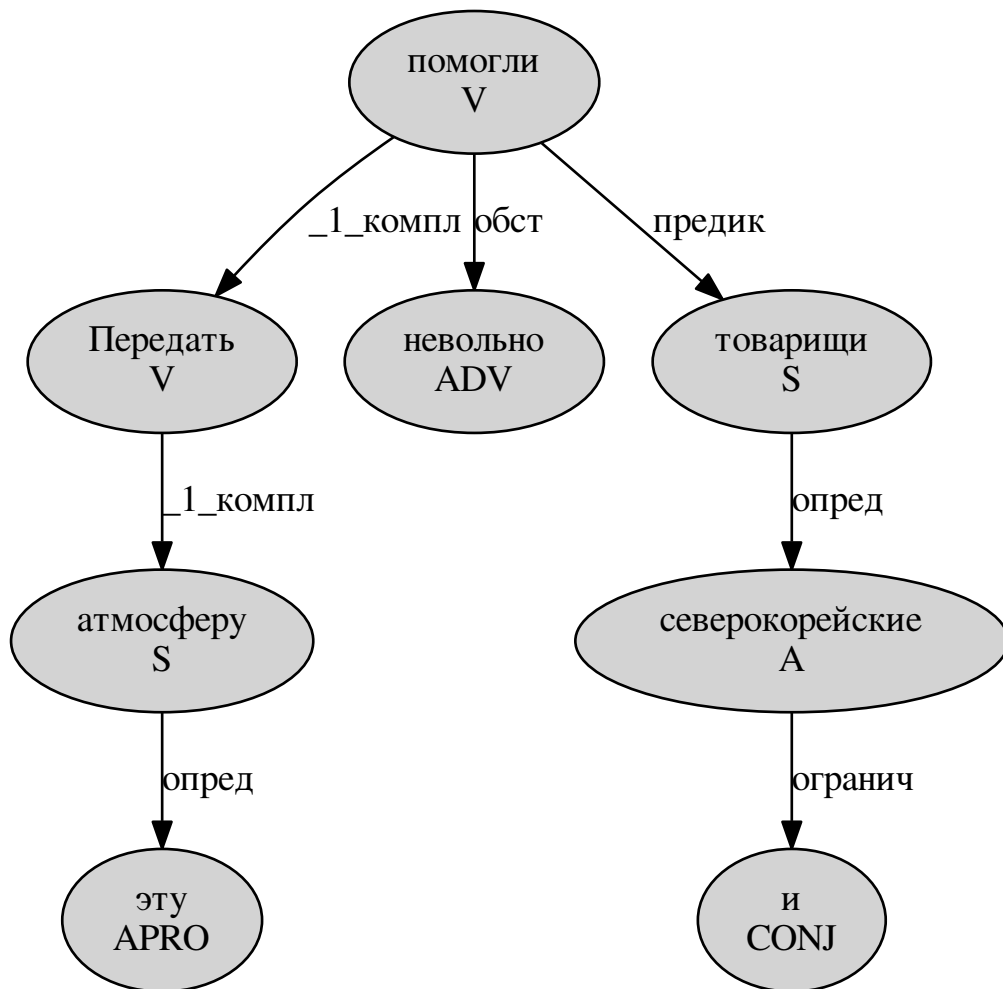 помогли
V
_1_компл
обст
предик
Передать
V
невольно
ADV
товарищи
S
_1_компл
опред
атмосферу
S
северокорейские
A
опред
огранич
эту
APRO
и
CONJ